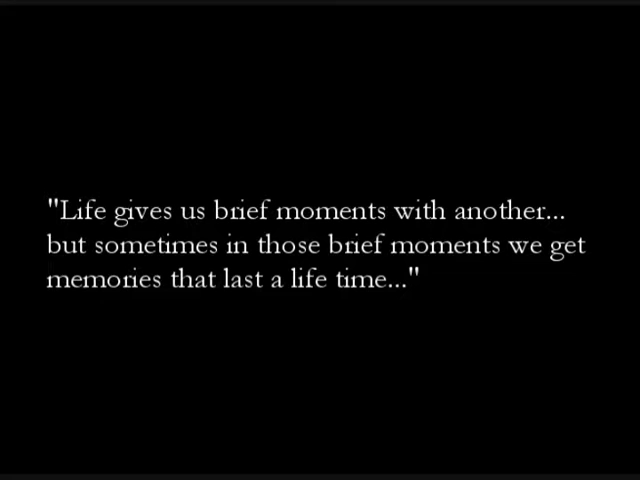 "Life gives us brief moments with another...
but sometimes in those brief moments we get
memories that last a life time..."